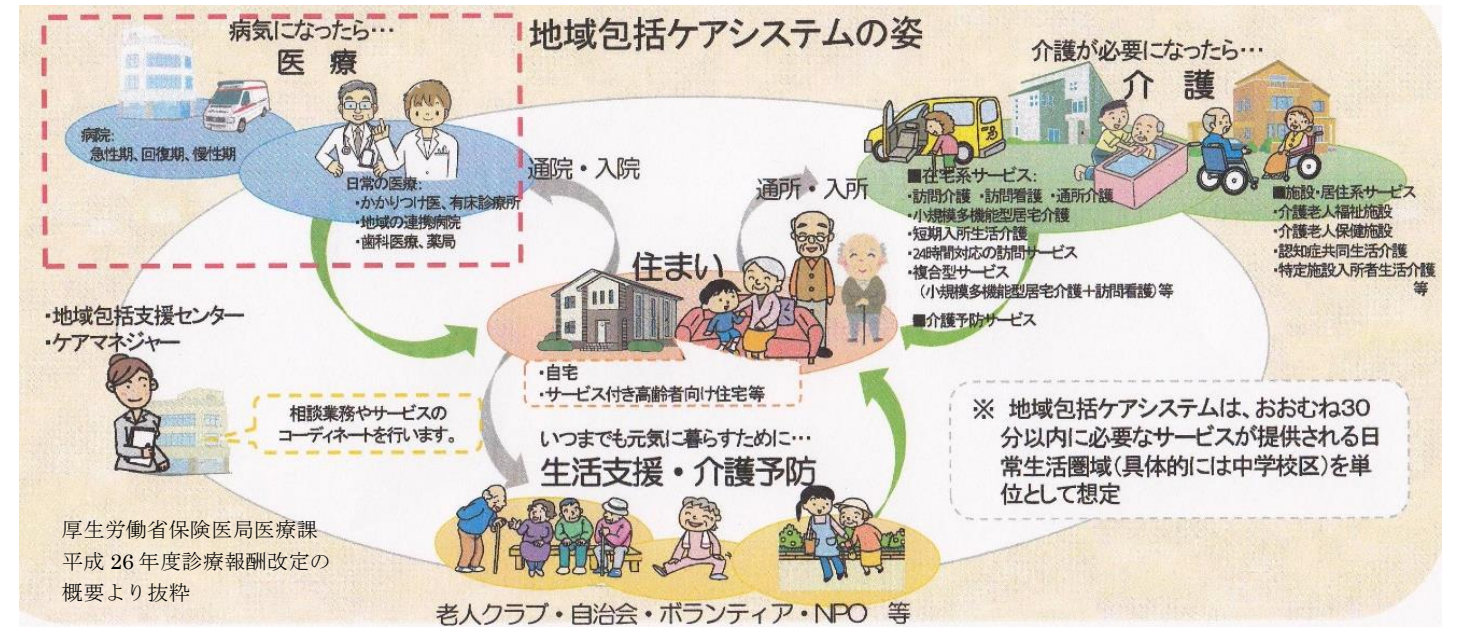 地域包括ケアシステムの姿
病気になったら…
医 療
病院:
急性期、回復期、慢性期
日常の医療:
・かかりつけ医、有床診療所
・地域の連携病院
・歯科医療、薬局
通院・入院
通所・入所
介護が必要になったら…
介 護
■在宅系サービス:
・訪問介護 ・訪問看護 ・通所介護
・小規模多機能型居宅介護
・短期入所生活介護
・24時間対応の訪問サービス
・複合型サービス
(小規模多機能型居宅介護+訪問看護)等
■介護予防サービス
■施設・居住系サービス
・介護老人福祉施設
・介護老人保健施設
・認知症共同生活介護
・特定施設入所者生活介護
等
住まい
・自宅
・サービス付き高齢者向け住宅等
・地域包括支援センター
・ケアマネジャー
相談業務やサービスの
コーディネートを行います。
いつまでも元気に暮らすために…
生活支援・介護予防
老人クラブ・自治会・ボランティア・NPO 等
※ 地域包括ケアシステムは、おおむね30
分以内に必要なサービスが提供される日
常生活圏域(具体的には中学校区)を単
位として想定
厚生労働省保険医局医療課
平成 26 年度診療報酬改定の
概要より抜粋